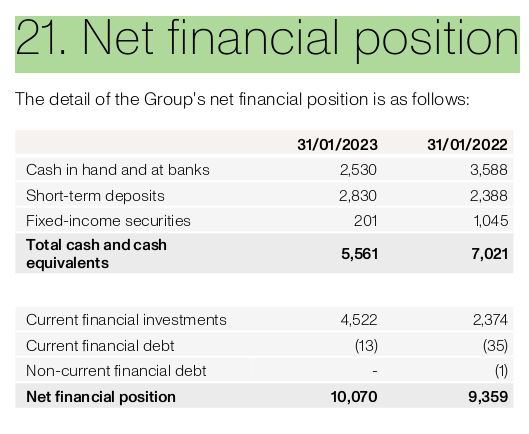 21. Net financial position
The detail of the Group's net financial position is as follows:
31/01/2023 31/01/2022
Cash in hand and at banks 2,530 3,588
Short-term deposits 2,830 2,388
Fixed-income securities 201 1,045
Total cash and cash
equivalents 5,561 7,021
Current financial investments 4,522 2,374
Current financial debt (13) (35)
Non-current financial debt - (1)
Net financial position 10,070 9,359